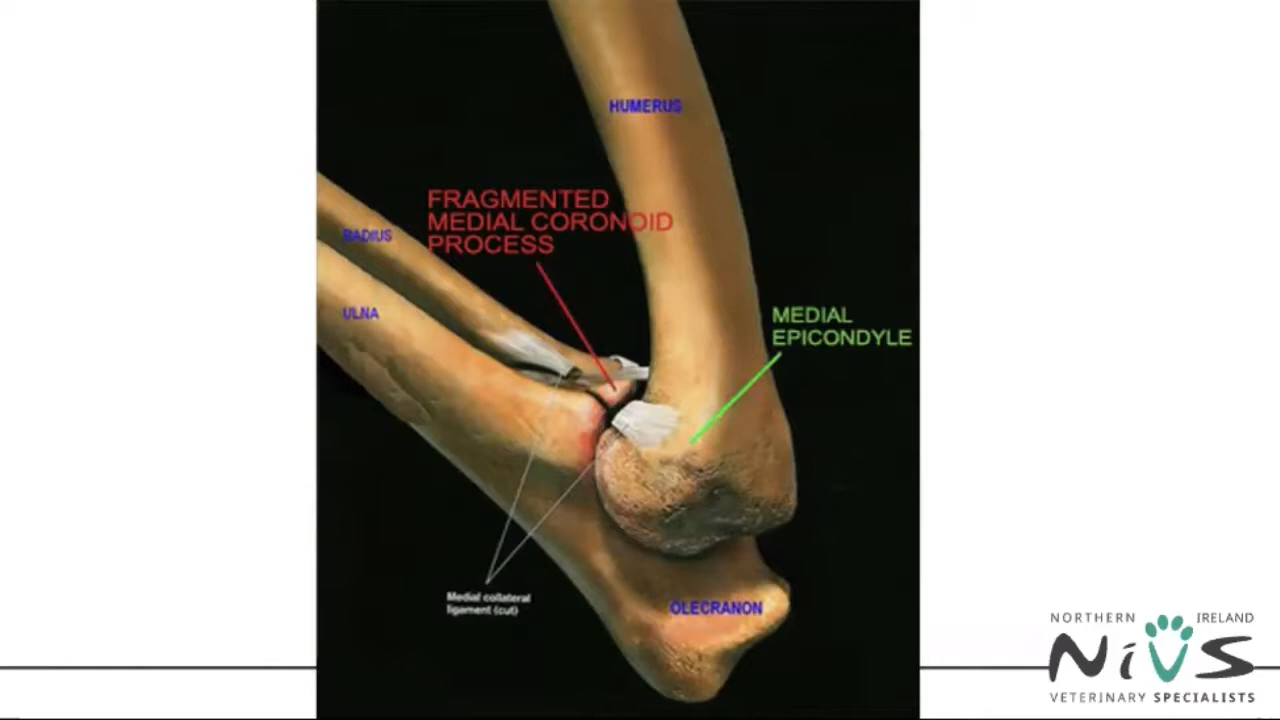 HUMERUS
FRAGMENTED
MEDIAL CORONOID
PROCESS
RADIUS
ULNA
MEDIAL
EPICONDYLE
Medial collateral
ligament (cut)
OLECRANON
NORTHERN IRELAND
NiVS
VETERINARY SPECIALISTS